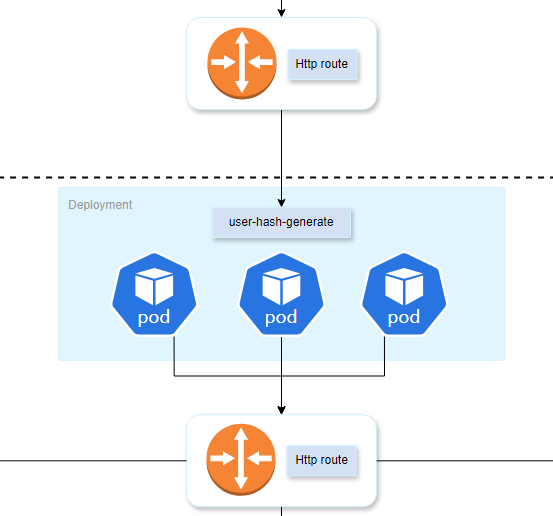 Http route
Deployment
user-hash-generate
pod
pod
pod
Http route